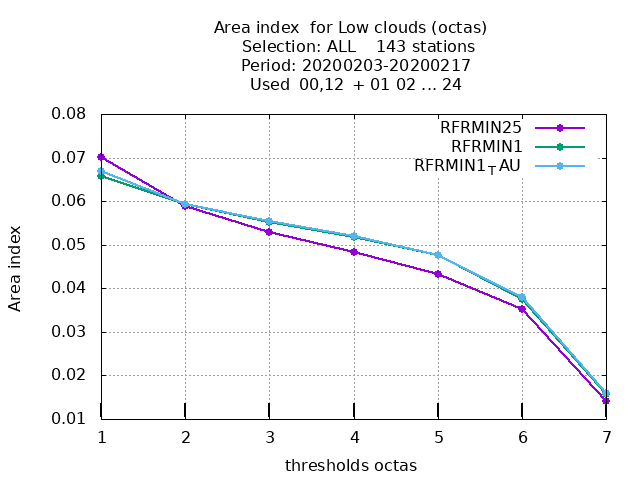 Area index  for Low clouds (octas)
Selection: ALL    143 stations
Period: 20200203-20200217
Used  00,12  + 01 02 ... 24
RFRMIN25
RFRMIN1
RFRMIN1TAU
0.08
0.07
0.06
0.05
0.04
0.03
0.02
0.01
Area index
1 2 3 4 5 6 7
thresholds octas